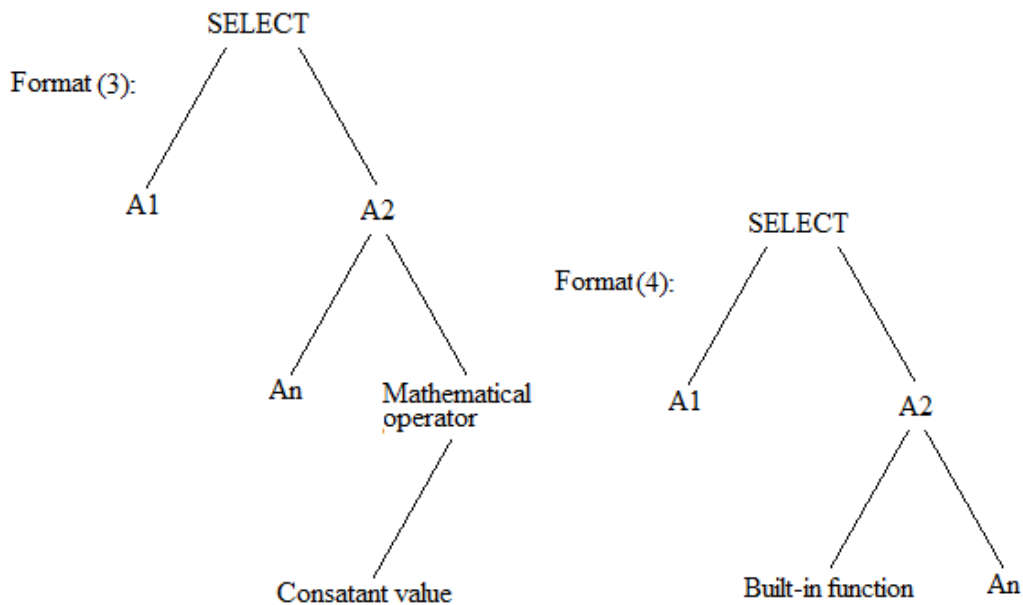 SELECT
Format (3):
A1
A2
An
Mathematical
operator
Consatant value
SELECT
Format (4):
A1
A2
Built-in function
An